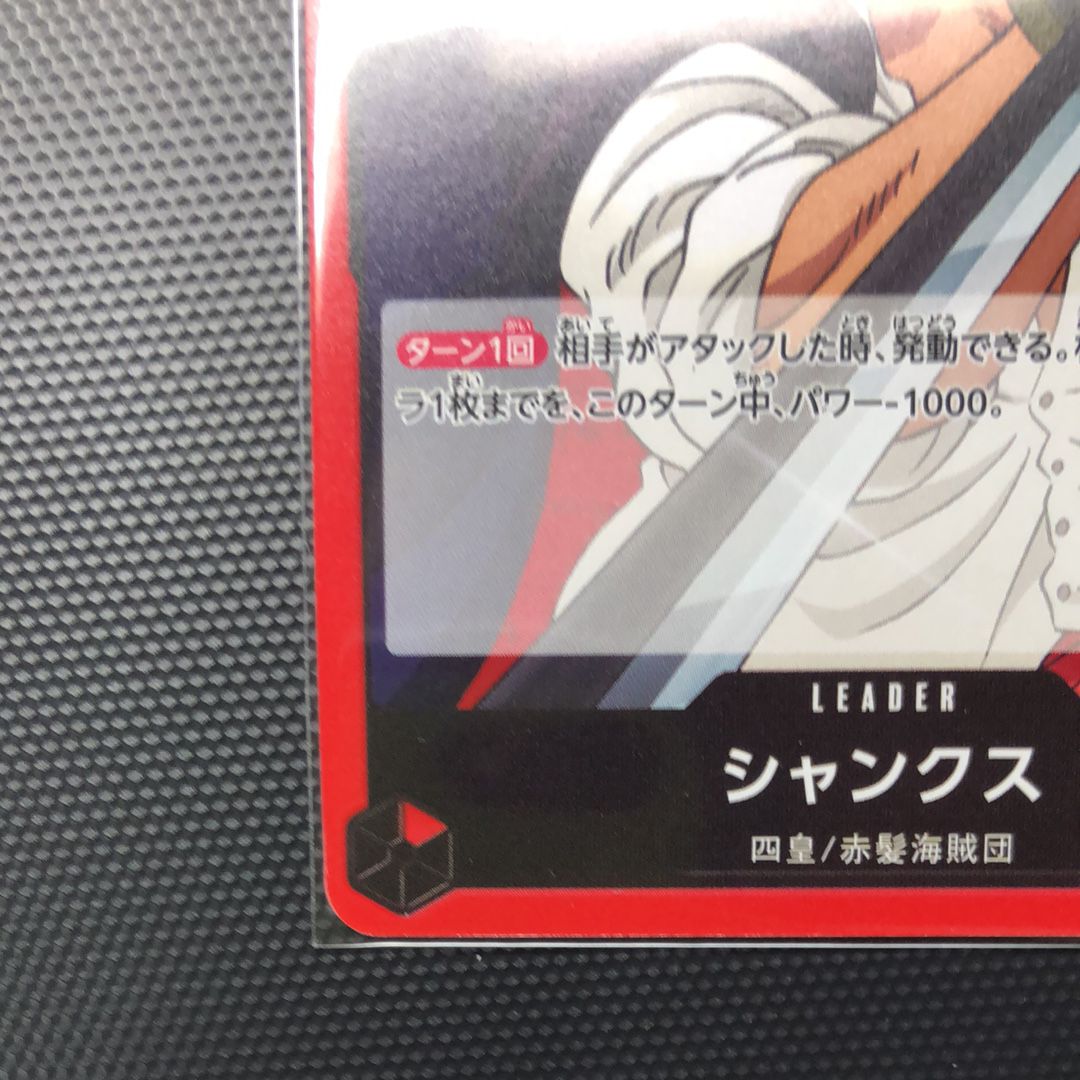 ターン1回 相手がアタックした時、発動できる。
ラ1枚までを、このターン中、パワー-1000。
LEADER
シャンクス
四皇/赤髪海賊団